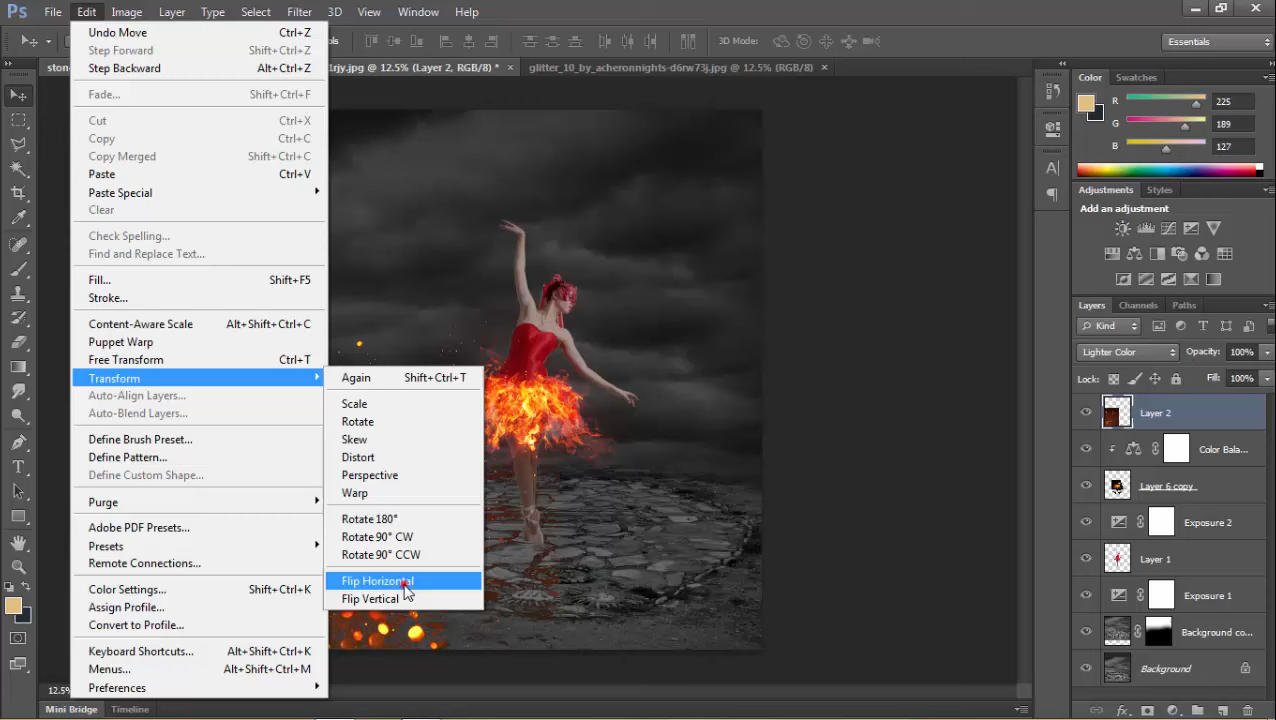 Ps File Edit Image Layer Type Select Filter 3D View Window Help
3D Mode: Essentials
1rjy.jpg @ 12.5% (Layer 2, RGB/8) * × glitter_10_by_acheronnights-d6rw73j.jpg @ 12.5% (RGB/8) ×
Undo Move Ctrl+Z
Step Forward Shift+Ctrl+Z
Step Backward Alt+Ctrl+Z
Fade... Shift+Ctrl+F
Cut Ctrl+X
Copy Ctrl+C
Copy Merged Shift+Ctrl+C
Paste Ctrl+V
Paste Special
Clear
Check Spelling...
Find and Replace Text...
Fill... Shift+F5
Stroke...
Content-Aware Scale Alt+Shift+Ctrl+C
Puppet Warp
Free Transform Ctrl+T
Transform
Auto-Align Layers...
Auto-Blend Layers...
Define Brush Preset...
Define Pattern...
Define Custom Shape...
Purge
Adobe PDF Presets...
Presets
Remote Connections...
Color Settings... Shift+Ctrl+K
Assign Profile...
Convert to Profile...
Keyboard Shortcuts... Alt+Shift+Ctrl+K
Menus... Alt+Shift+Ctrl+M
Preferences
Again Shift+Ctrl+T
Scale
Rotate
Skew
Distort
Perspective
Warp
Rotate 180°
Rotate 90° CW
Rotate 90° CCW
Flip Horizontal
Flip Vertical
Color Swatches
R 225
G 189
B 127
Adjustments Styles
Add an adjustment
Layers Channels Paths
Kind
Lighter Color Opacity: 100%
Lock: Fill: 100%
Layer 2
Color Bala...
Layer 6 copy
Exposure 2
Layer 1
Exposure 1
Background co...
Background
Mini Bridge Timeline